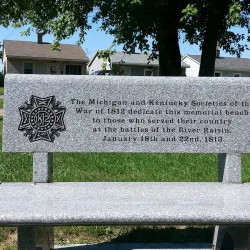 The Michigan and Kentucky Societies of the
War of 1812 dedicate this memorial bench
to those who served their country
at the battles of the River Raisin,
January 18th and 22nd, 1813